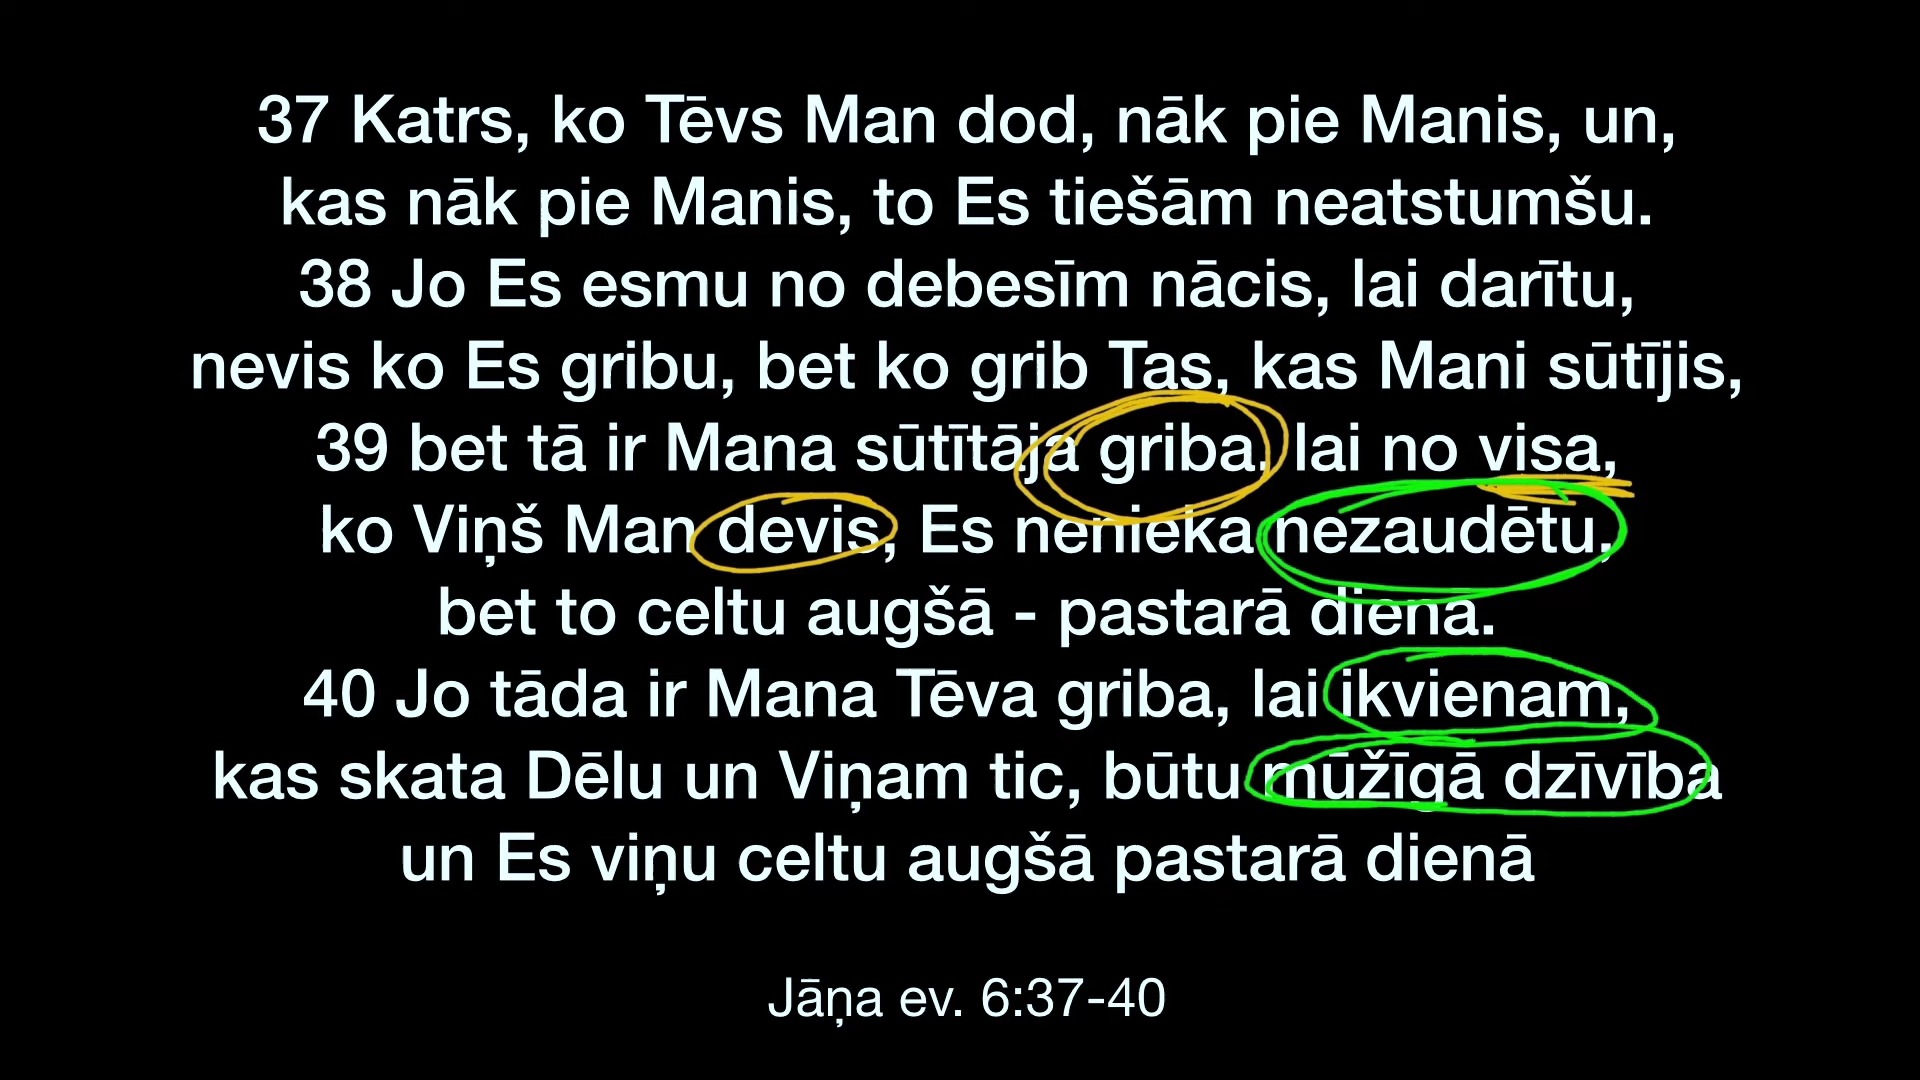 37 Katrs, ko Tēvs Man dod, nāk pie Manis, un,
kas nāk pie Manis, to Es tiešām neatstumšu.
38 Jo Es esmu no debesīm nācis, lai darītu,
nevis ko Es gribu, bet ko grib Tas, kas Mani sūtījis,
39 bet tā ir Mana sūtītāja griba, lai no visa,
ko Viņš Man devis, Es nenieka nezaudētu,
bet to celtu augšā - pastarā dienā.
40 Jo tāda ir Mana Tēva griba, lai ikvienam,
kas skata Dēlu un Viņam tic, būtu mūžīgā dzīvība
un Es viņu celtu augšā pastarā dienā
Jāņa ev. 6:37-40